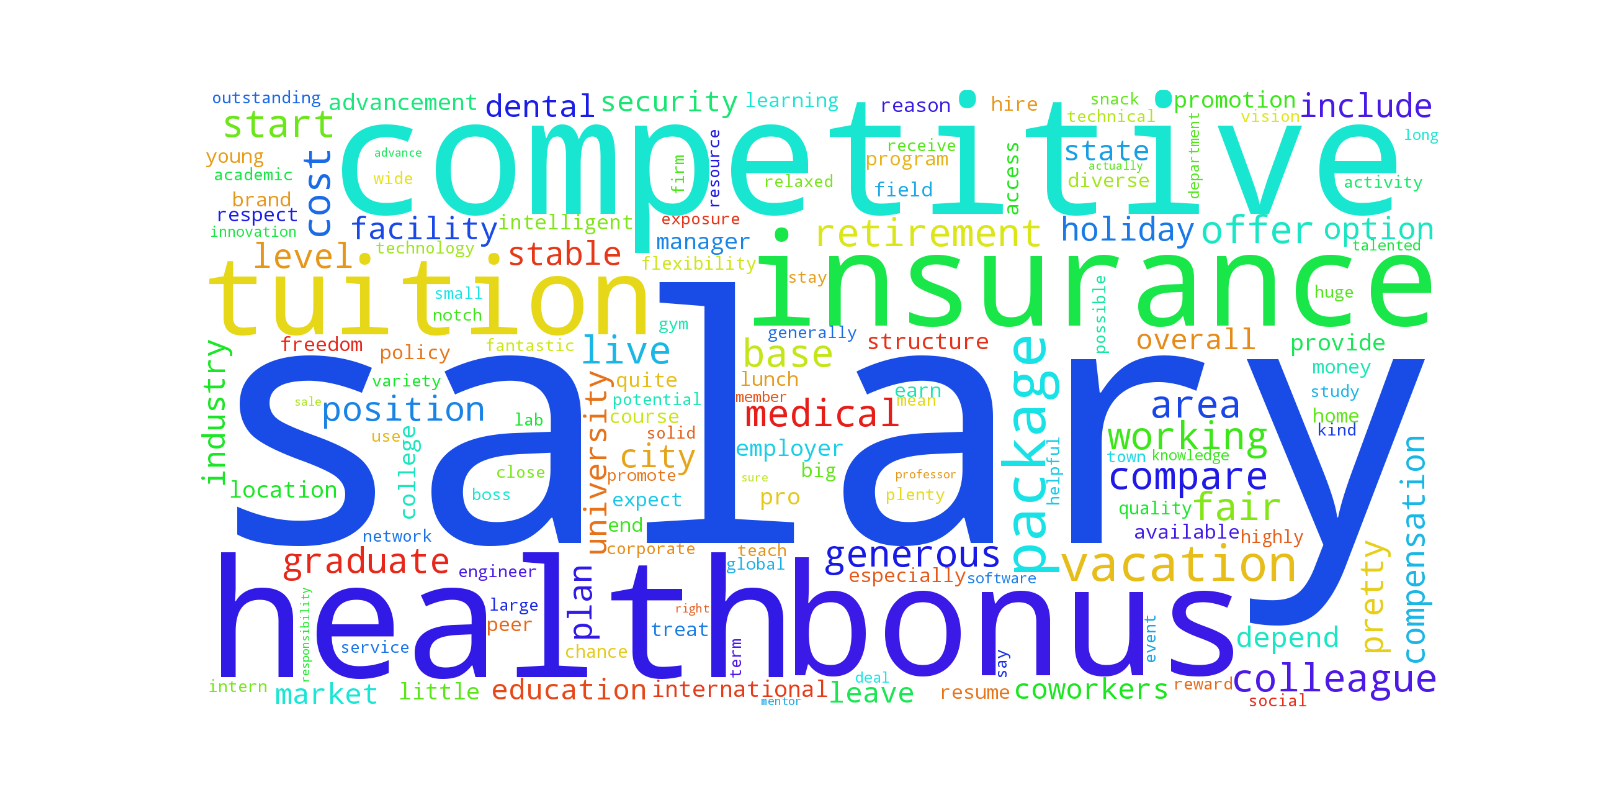 outstanding
advancement
dental
security
learning
reason
hire
snack
promotion
include
technical
vision
start
competitive
long
young
academic
cost
advance
wide
firm
resource
relaxed
receive
program
field
access
state
actually
diverse
department
activity
brand
respect
innovation
facility
intelligent
exposure
manager
retirement
holiday
offer
option
talented
level
technology
stable
flexibility
stay
insurance
tuition
small
notch
gym
possible
huge
generally
freedom
policy
fantastic
live
base
structure
overall
provide
industry
variety
quite
lunch
money
salary
sale
position
potential
member
earn
mean
package
area
study
home
kind
use
lab
course
solid
medical
working
college
university
city
employer
town
knowledge
location
close
promote
big
sure
professor
helpful
compare
boss
expect
pro
plenty
quality
fair
compensation
network
end
available
highly
graduate
corporate
teach
generous
vacation
engineer
global
especially
software
pretty
health
bonus
plan
large
peer
right
treat
responsibility
service
chance
term
say
event
depend
intern
market
little
education
international
deal
leave
mentor
resume
coworkers
reward
colleague
social